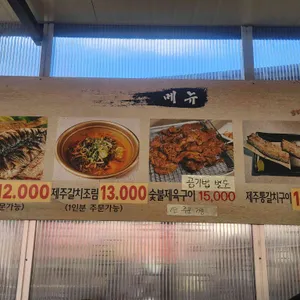 메뉴
공기밥 별도
12.000 제주갈치조림 13.000 숯불제육구이 15,000 제주통갈치구이
(1인분 주문가능)